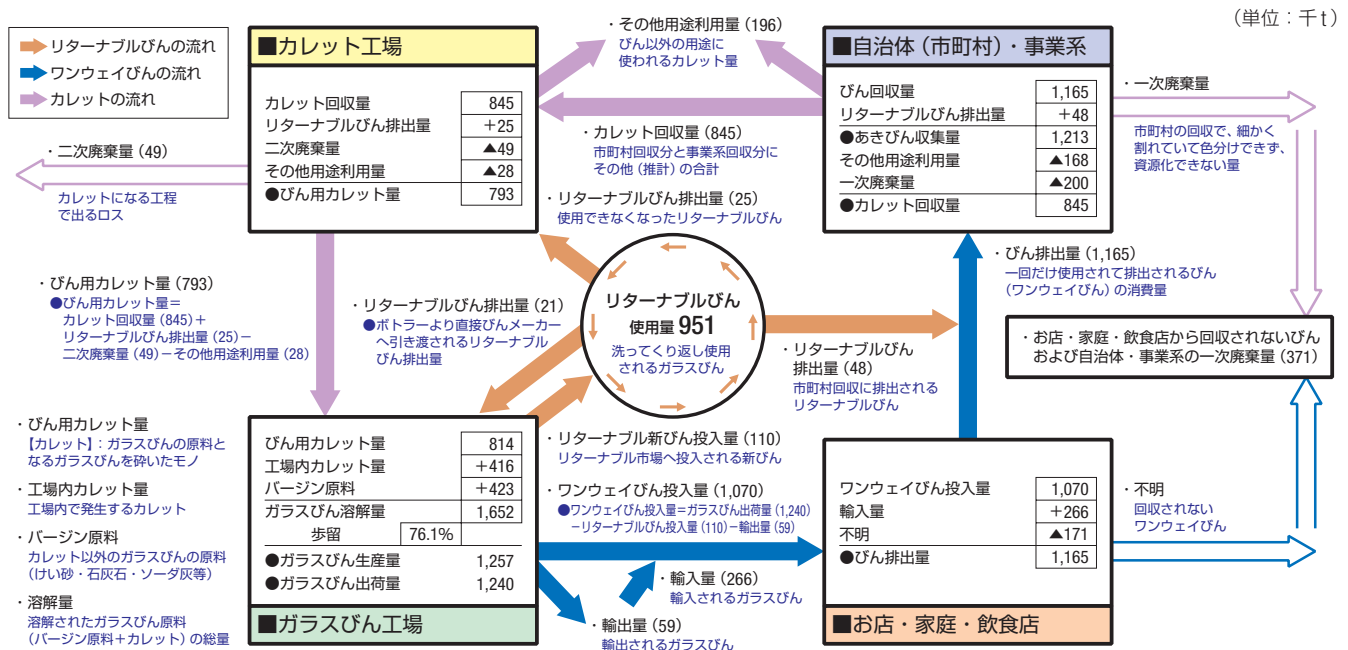 (単位：千t)
リターナブルびんの流れ
ワンウェイびんの流れ
カレットの流れ
■カレット工場
カレット回収量 845
リターナブルびん排出量 +25
二次廃棄量 ▲49
その他用途利用量 ▲28
●びん用カレット量 793
・その他用途利用量（196）
びん以外の用途に
使われるカレット量
■自治体（市町村）・事業系
びん回収量 1,165
リターナブルびん排出量 +48
●あきびん収集量 1,213
その他用途利用量 ▲168
一次廃棄量 ▲200
●カレット回収量 845
・一次廃棄量
市町村の回収で、細かく
割れていて色分けできず、
資源化できない量
・二次廃棄量（49）
カレットになる工程
で出るロス
・カレット回収量（845）
市町村回収分と事業系回収分に
その他（推計）の合計
・リターナブルびん排出量（25）
使用できなくなったリターナブルびん
・びん用カレット量（793）
●びん用カレット量＝
カレット回収量（845）＋
リターナブルびん排出量（25）－
二次廃棄量（49）－その他用途利用量（28）
・リターナブルびん排出量（21）
●ボトラーより直接びんメーカー
へ引き渡されるリターナブル
びん排出量
リターナブルびん
使用量 951
洗ってくり返し使用
されるガラスびん
・リターナブルびん
排出量（48）
市町村回収に排出される
リターナブルびん
・びん排出量（1,165）
一回だけ使用されて排出されるびん
（ワンウェイびん）の消費量
・お店・家庭・飲食店から回収されないびん
および自治体・事業系の一次廃棄量（371）
・びん用カレット量
【カレット】：ガラスびんの原料と
なるガラスびんを砕いたモノ
・工場内カレット量
工場内で発生するカレット
・バージン原料
カレット以外のガラスびんの原料
（けい砂・石灰石・ソーダ灰等）
・溶解量
溶解されたガラスびん原料
（バージン原料＋カレット）の総量
びん用カレット量 814
工場内カレット量 +416
バージン原料 +423
ガラスびん溶解量 1,652
歩留 76.1%
●ガラスびん生産量 1,257
●ガラスびん出荷量 1,240
■ガラスびん工場
・リターナブル新びん投入量（110）
リターナブル市場へ投入される新びん
・ワンウェイびん投入量（1,070）
●ワンウェイびん投入量＝ガラスびん出荷量（1,240）
－リターナブルびん投入量（110）－輸出量（59）
・輸入量（266）
輸入されるガラスびん
・輸出量（59）
輸出されるガラスびん
ワンウェイびん投入量 1,070
輸入量 +266
不明 ▲171
●びん排出量 1,165
■お店・家庭・飲食店
・不明
回収されない
ワンウェイびん